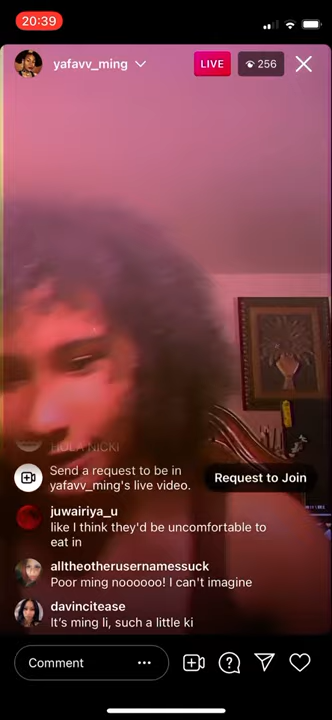 20:39
yafavv_ming
LIVE
256
HOLA NICKI
Send a request to be in
yafavv_ming's live video.
Request to Join
juwairiya_u
like I think they'd be uncomfortable to
eat in
alltheotherusernamessuck
Poor ming noooooo! I can't imagine
davincitease
It's ming li, such a little ki
Comment